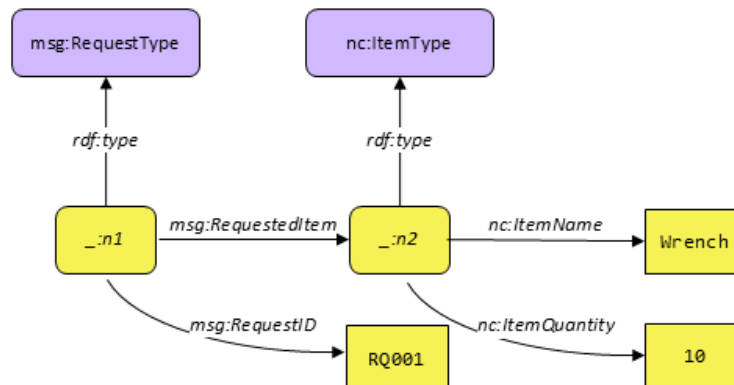 msg:RequestType
nc:ItemType
rdf:type
rdf:type
_:n1
msg:RequestedItem
_:n2
nc:ItemName
Wrench
msg:RequestID
nc:ItemQuantity
RQ001
10